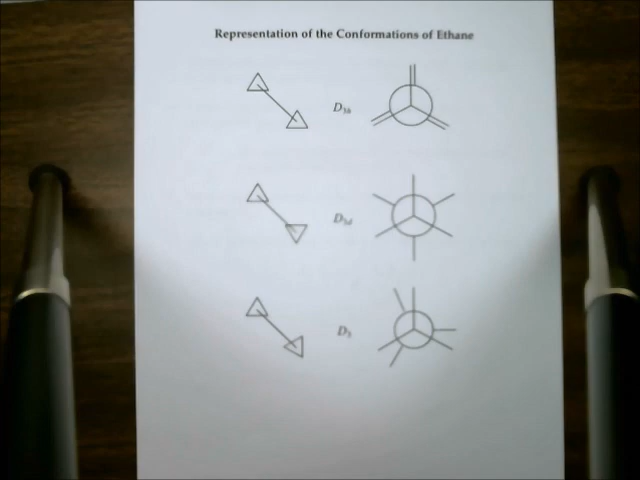 Representation of the Conformations of Ethane
D3h
D3d
D3